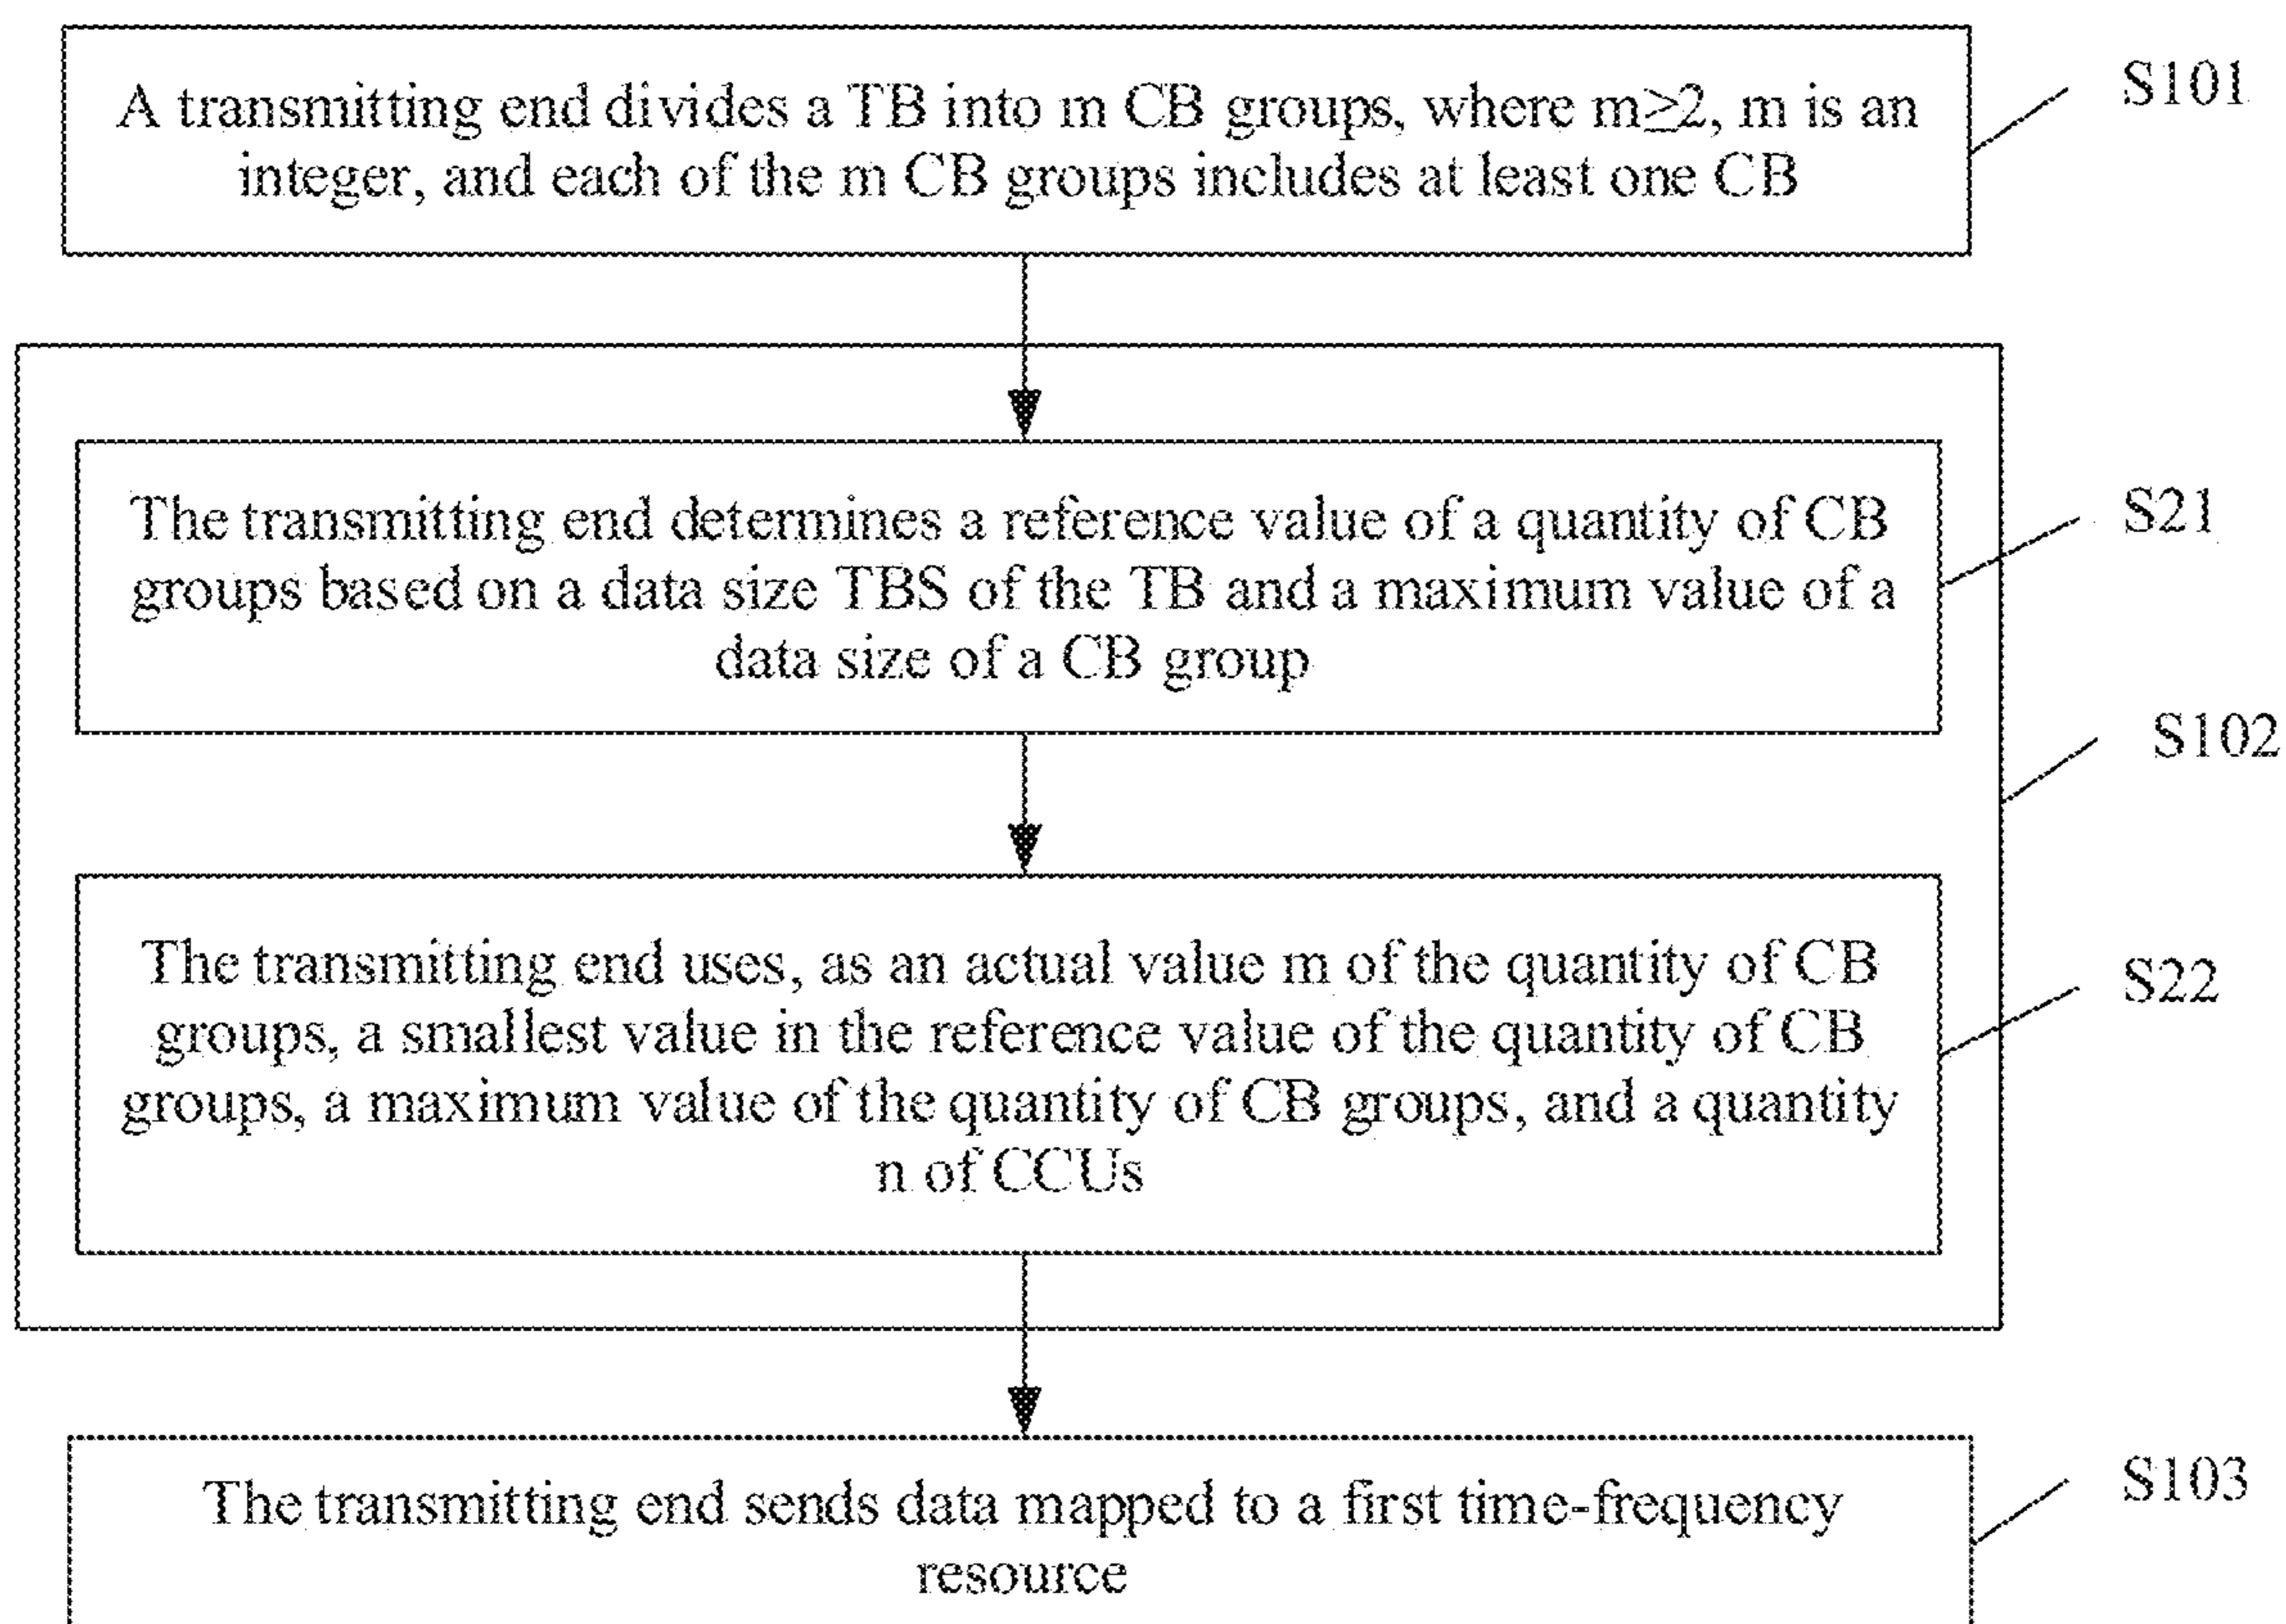 A transmitting end divides a TB into m CB groups, where m≥2, m is an
integer, and each of the m CB groups includes at least one CB
S101
The transmitting end determines a reference value of a quantity of CB
groups based on a data size TBS of the TB and a maximum value of a
data size of a CB group
S21
S102
The transmitting end uses, as an actual value m of the quantity of CB
groups, a smallest value in the reference value of the quantity of CB
groups, a maximum value of the quantity of CB groups, and a quantity
n of CCUs
S22
The transmitting end sends data mapped to a first time-frequency
resource
S103